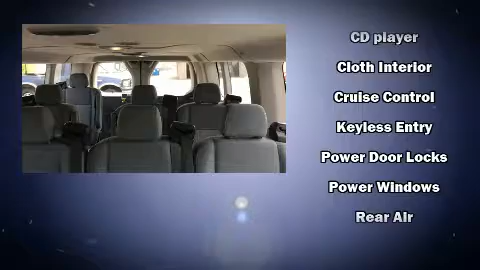 CD player
Cloth Interior
Cruise Control
Keyless Entry
Power Door Locks
Power Windows
Rear Air